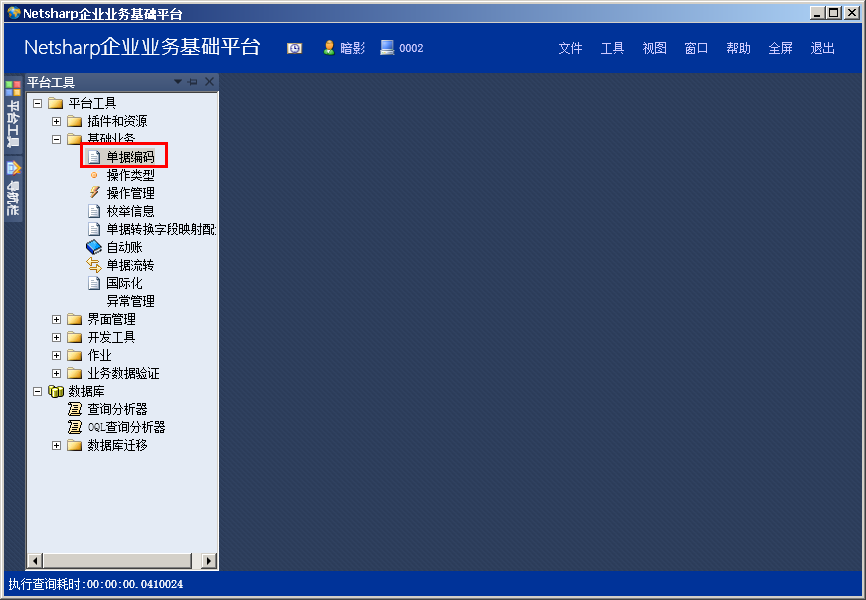 Netsharp企业业务基础平台
Netsharp企业业务基础平台
暗影
0002
文件 工具 视图 窗口 帮助 全屏 退出
平台工具
导航栏
平台工具
平台工具
插件和资源
基础业务
单据编码
操作类型
操作管理
枚举信息
单据转换字段映射配
自动账
单据流转
国际化
异常管理
界面管理
开发工具
作业
业务数据验证
数据库
查询分析器
OQL查询分析器
数据库迁移
执行查询耗时:00:00:00.0410024